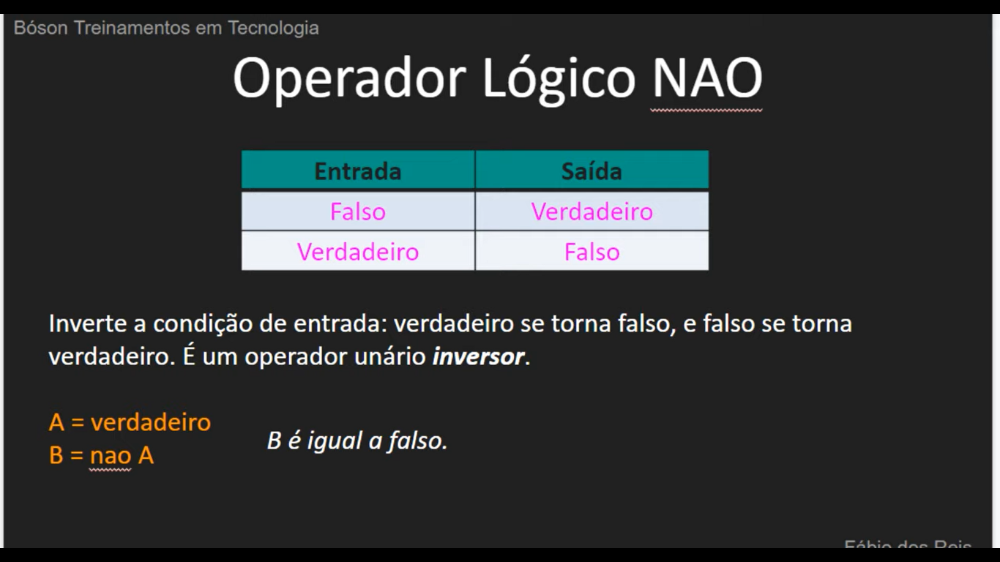 Bóson Treinamentos em Tecnologia
Operador Lógico NAO
Entrada Saída
Falso Verdadeiro
Verdadeiro Falso
Inverte a condição de entrada: verdadeiro se torna falso, e falso se torna
verdadeiro. É um operador unário inversor.
A = verdadeiro
B = nao A
B é igual a falso.
Fábio dos Reis